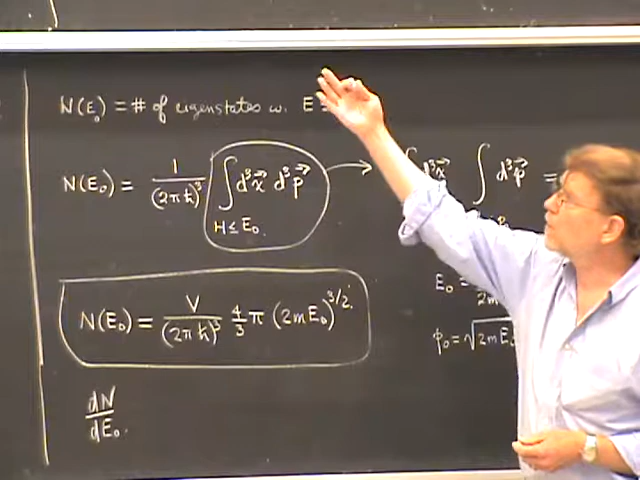 N(E₀) = # of eigenstates w. E ≤
N(E₀) = 1/(2πħ)³ ∫_{H≤E₀} d³x⃗ d³p⃗ → ∫ d³x⃗ ∫ d³p⃗ =
E₀ =
N(E₀) = V/(2πħ)³ 4/3 π (2mE₀)^{3/2}.
p₀ = √2mE₀
dN/dE₀.